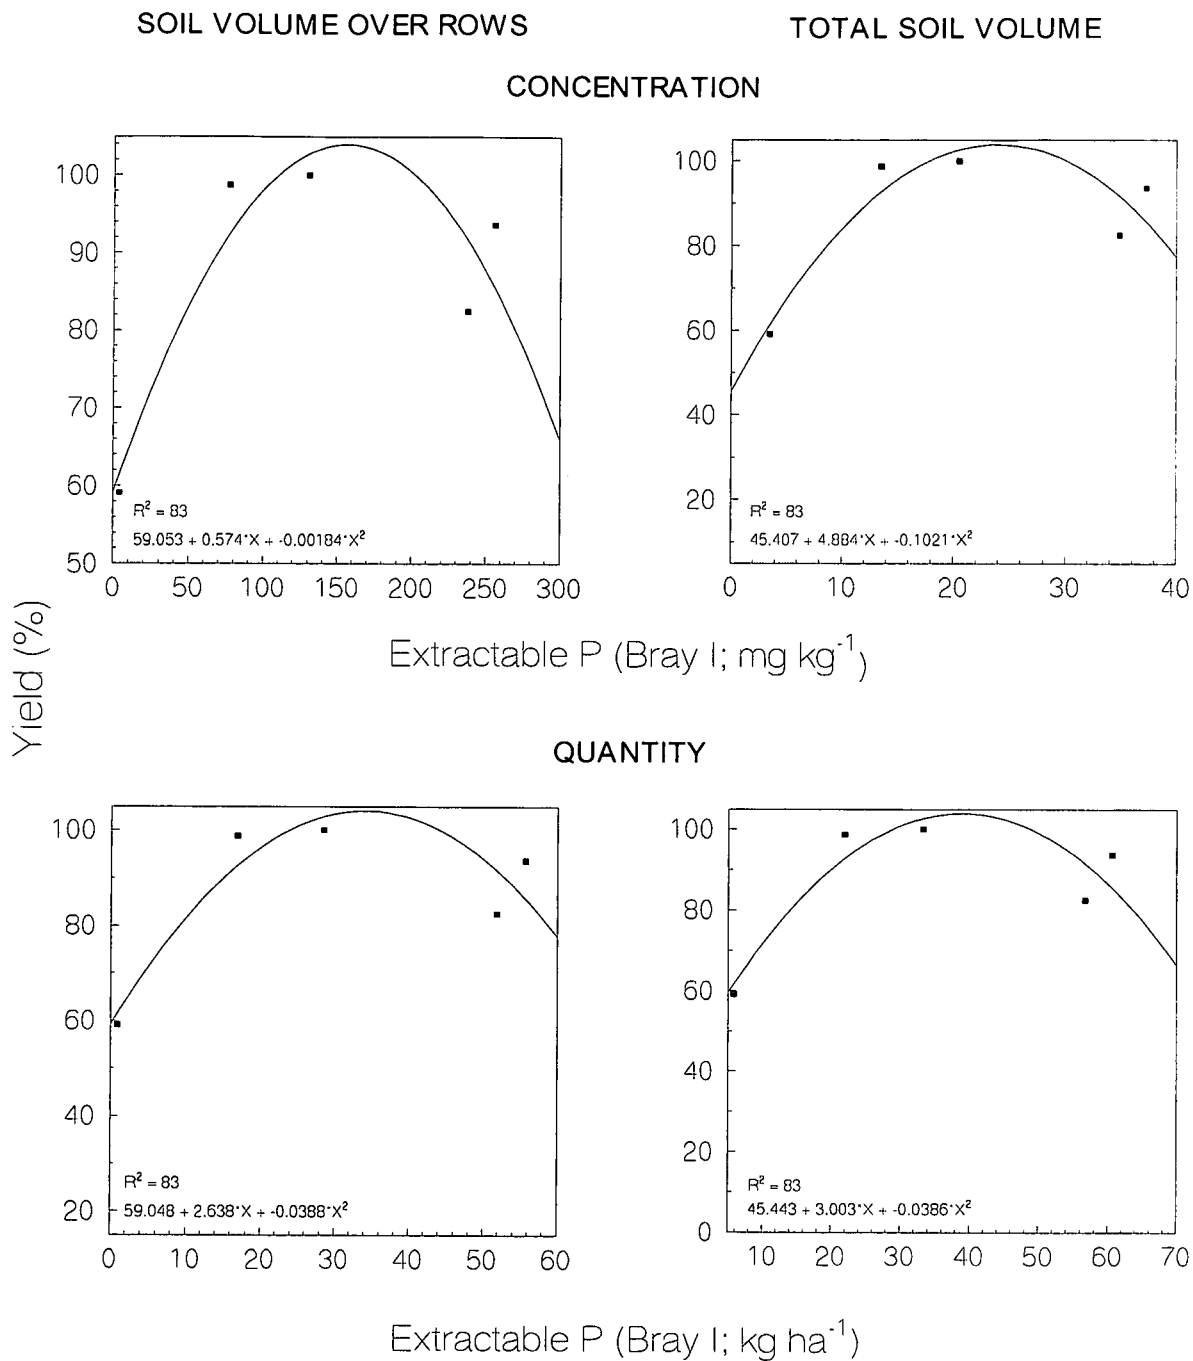 SOIL VOLUME OVER ROWS
TOTAL SOIL VOLUME
CONCENTRATION
100
90
80
70
60
50
R² = 83
59.053 + 0.574*X + -0.00184*X²
0 50 100 150 200 250 300
100
80
60
40
20
R² = 83
45.407 + 4.884*X + -0.1021*X²
0 10 20 30 40
Extractable P (Bray I; mg kg⁻¹)
Yield (%)
QUANTITY
100
80
60
40
20
R² = 83
59.048 + 2.638*X + -0.0388*X²
0 10 20 30 40 50 60
100
80
60
40
20
0
R² = 83
45.443 + 3.003*X + -0.0386*X²
10 20 30 40 50 60 70
Extractable P (Bray I; kg ha⁻¹)